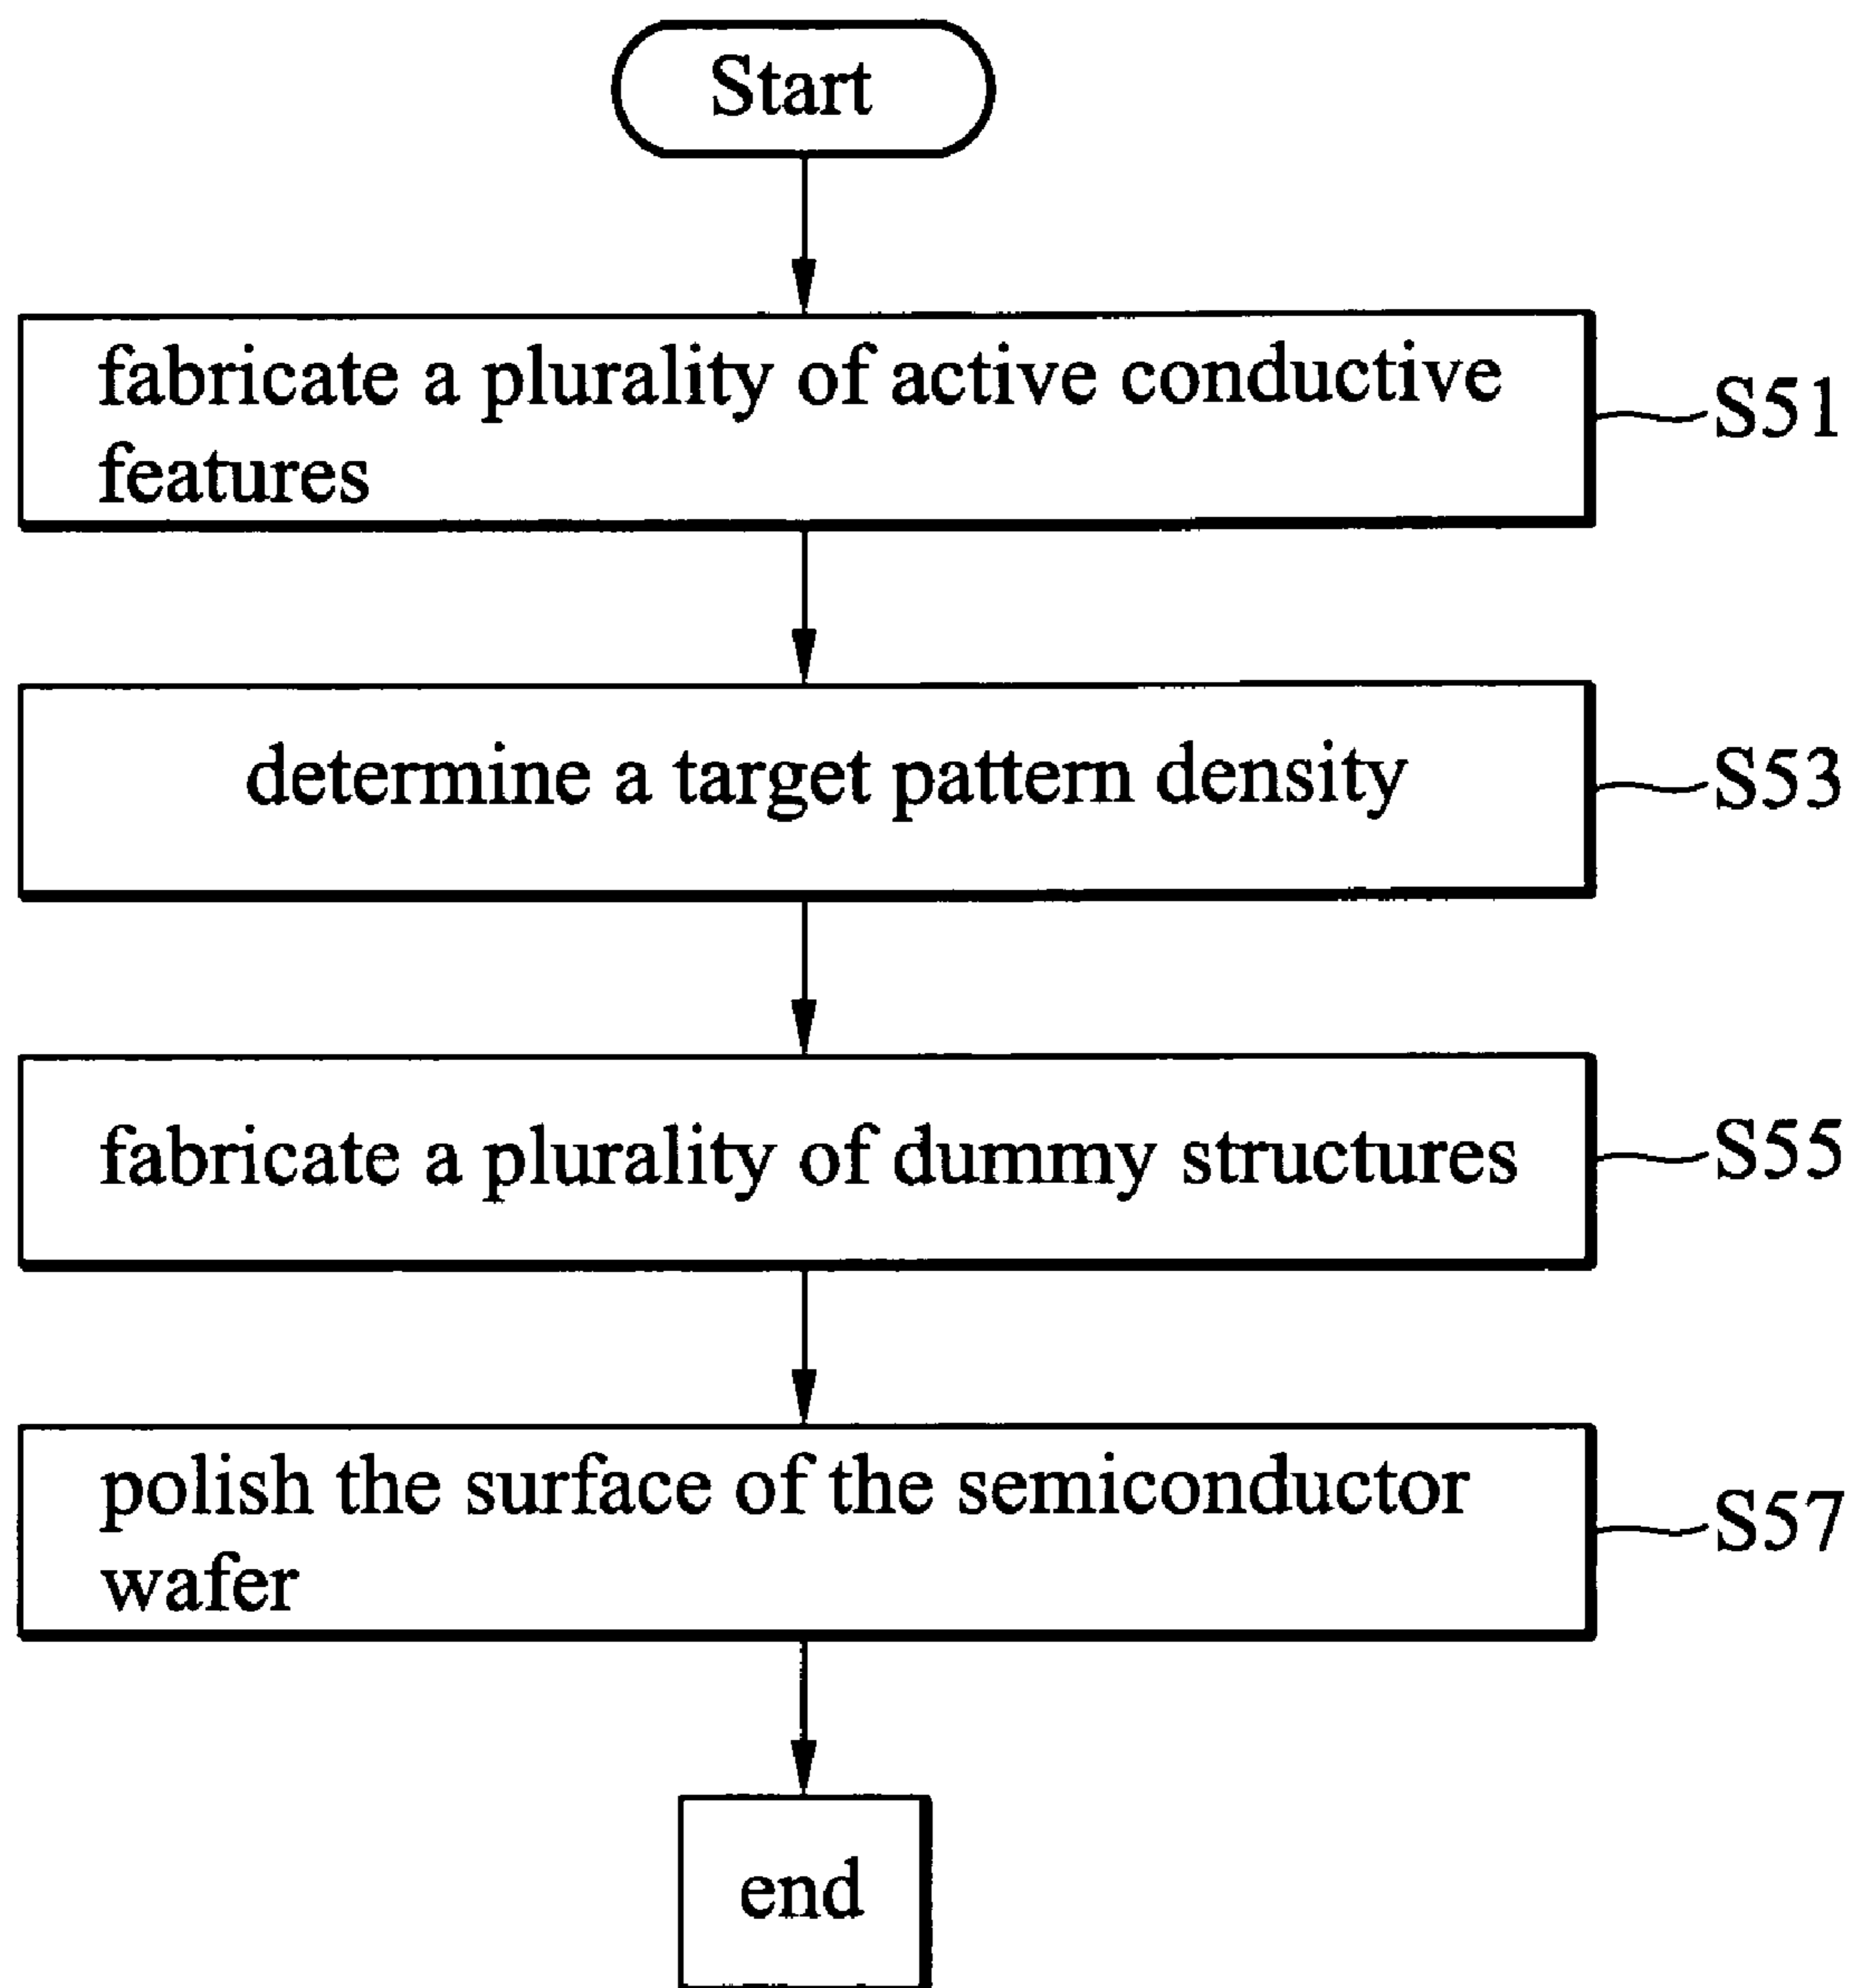 Start
fabricate a plurality of active conductive
features
S51
determine a target pattern density
S53
fabricate a plurality of dummy structures
S55
polish the surface of the semiconductor
wafer
S57
end